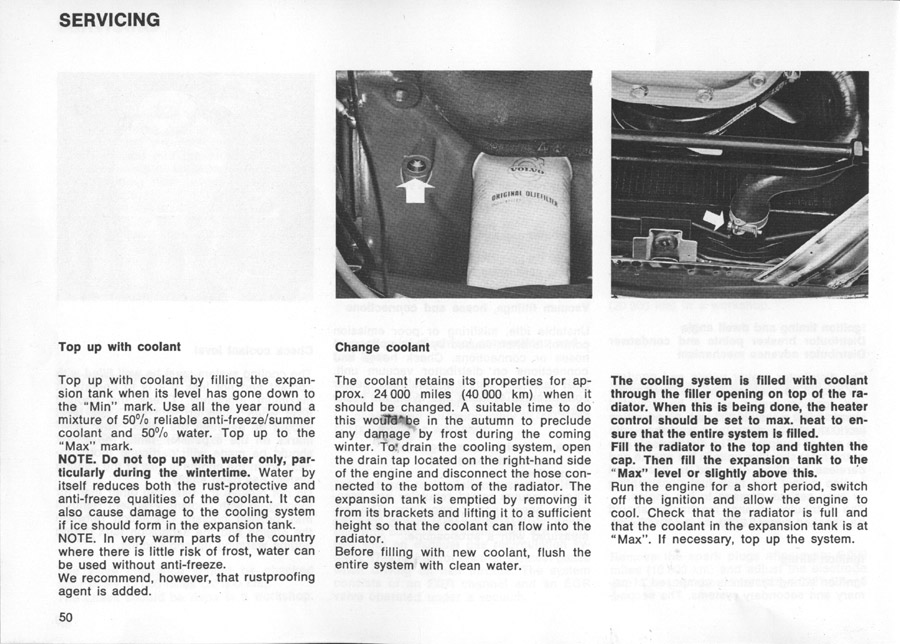 SERVICING
VOLVO
ORIGINAL OLJEFILTER
Top up with coolant
Top up with coolant by filling the expan-
sion tank when its level has gone down to
the “Min” mark. Use all the year round a
mixture of 50% reliable anti-freeze/summer
coolant and 50% water. Top up to the
“Max” mark.
NOTE. Do not top up with water only, par-
ticularly during the wintertime. Water by
itself reduces both the rust-protective and
anti-freeze qualities of the coolant. It can
also cause damage to the cooling system
if ice should form in the expansion tank.
NOTE. In very warm parts of the country
where there is little risk of frost, water can
be used without anti-freeze.
We recommend, however, that rustproofing
agent is added.
Change coolant
The coolant retains its properties for ap-
prox. 24 000 miles (40 000 km) when it
should be changed. A suitable time to do
this would be in the autumn to preclude
any damage by frost during the coming
winter. To drain the cooling system, open
the drain tap located on the right-hand side
of the engine and disconnect the hose con-
nected to the bottom of the radiator. The
expansion tank is emptied by removing it
from its brackets and lifting it to a sufficient
height so that the coolant can flow into the
radiator.
Before filling with new coolant, flush the
entire system with clean water.
The cooling system is filled with coolant
through the filler opening on top of the ra-
diator. When this is being done, the heater
control should be set to max. heat to en-
sure that the entire system is filled.
Fill the radiator to the top and tighten the
cap. Then fill the expansion tank to the
“Max” level or slightly above this.
Run the engine for a short period, switch
off the ignition and allow the engine to
cool. Check that the radiator is full and
that the coolant in the expansion tank is at
“Max”. If necessary, top up the system.
50